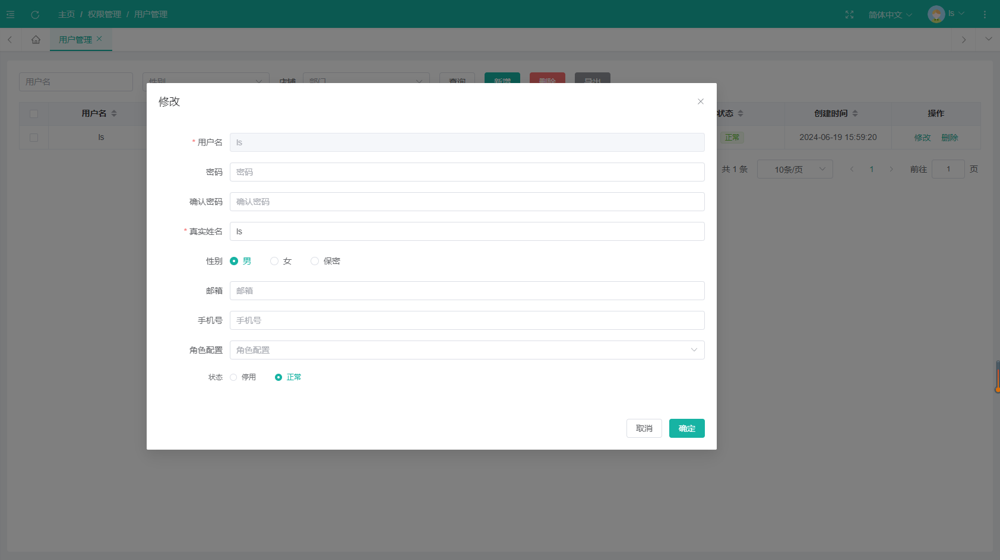 主页 / 权限管理 / 用户管理
简体中文
ls
用户管理
用户名
性别
店铺
部门
查询
新增
删除
导出
用户名
状态
创建时间
操作
ls
正常
2024-06-19 15:59:20
修改
删除
共 1 条
10条/页
1
前往
1
页
修改
* 用户名
ls
密码
密码
确认密码
确认密码
* 真实姓名
ls
性别
男
女
保密
邮箱
邮箱
手机号
手机号
角色配置
角色配置
状态
停用
正常
取消
确定